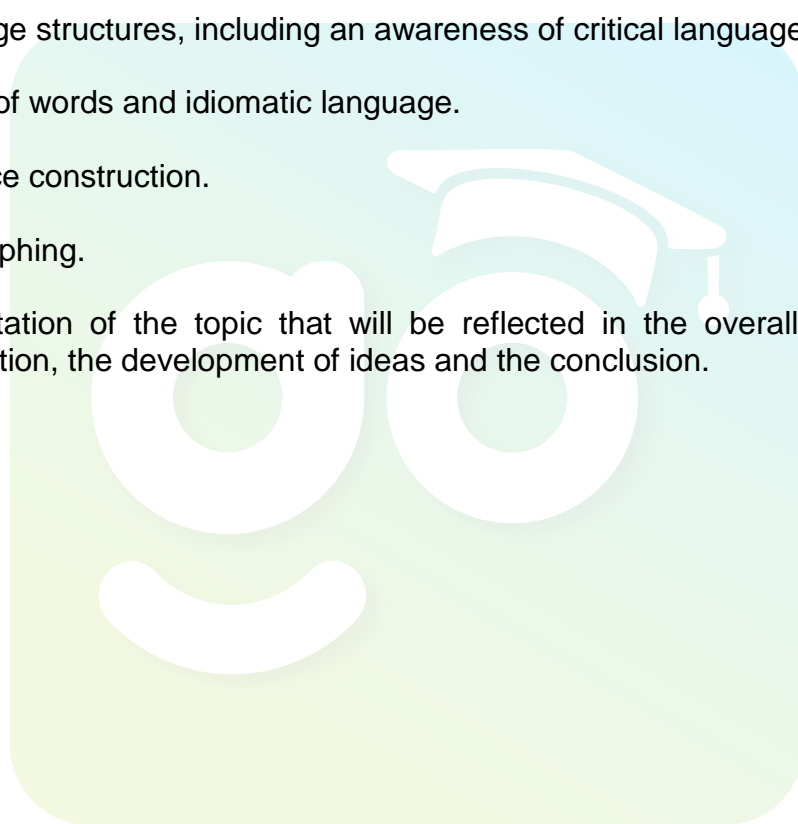 ge structures, including an awareness of critical language
of words and idiomatic language.
ce construction.
phing.
tation of the topic that will be reflected in the overall
tion, the development of ideas and the conclusion.
go